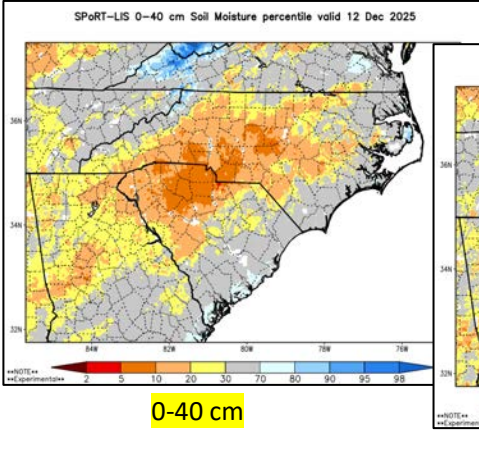 SPoRT-LIS 0-40 cm Soil Moisture percentile valid 12 Dec 2025
36N
34N
32N
84W 82W 80W 78W 76W
**NOTE**
**Experimental**
2 5 10 20 30 70 80 90 95 98
0-40 cm
36N
34N
32N
**NOTE**
**Experiment